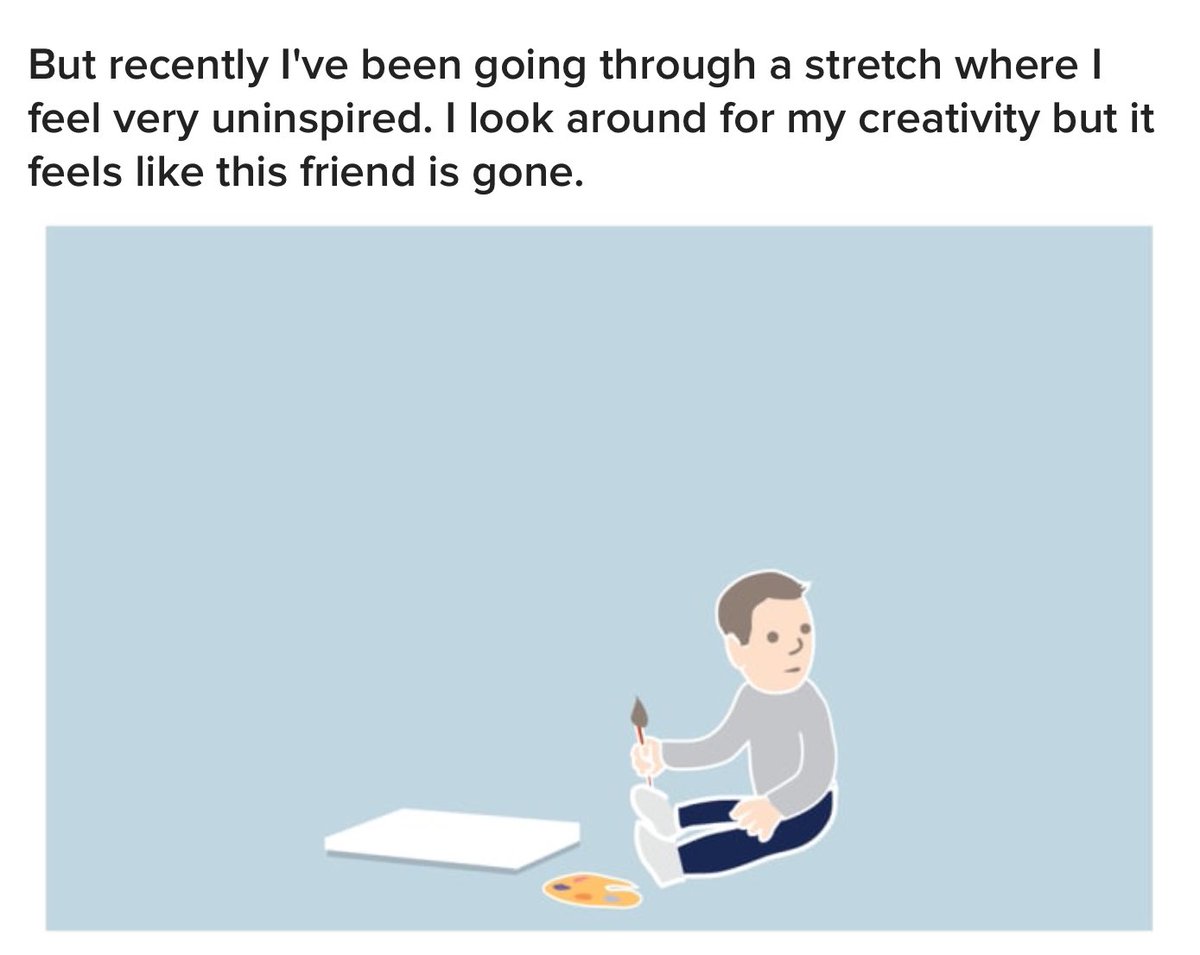 But recently I've been going through a stretch where I
feel very uninspired. I look around for my creativity but it
feels like this friend is gone.